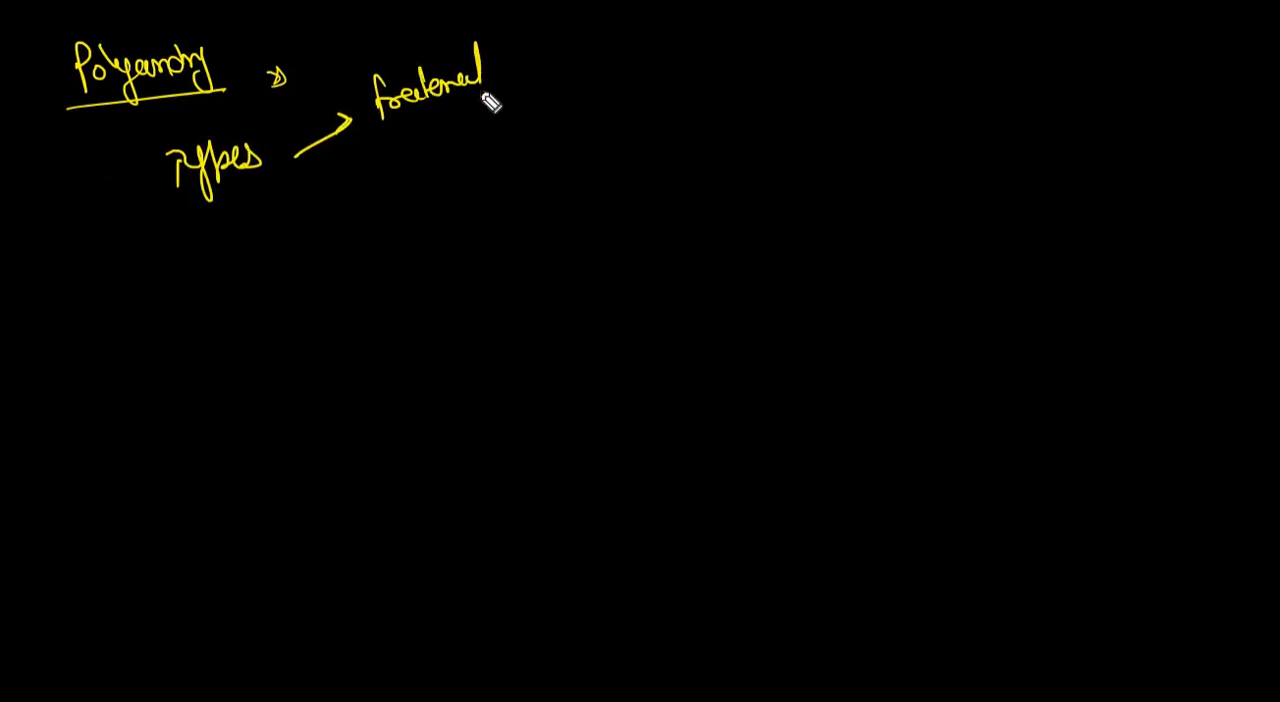 Polyandry »
Types → fraternal